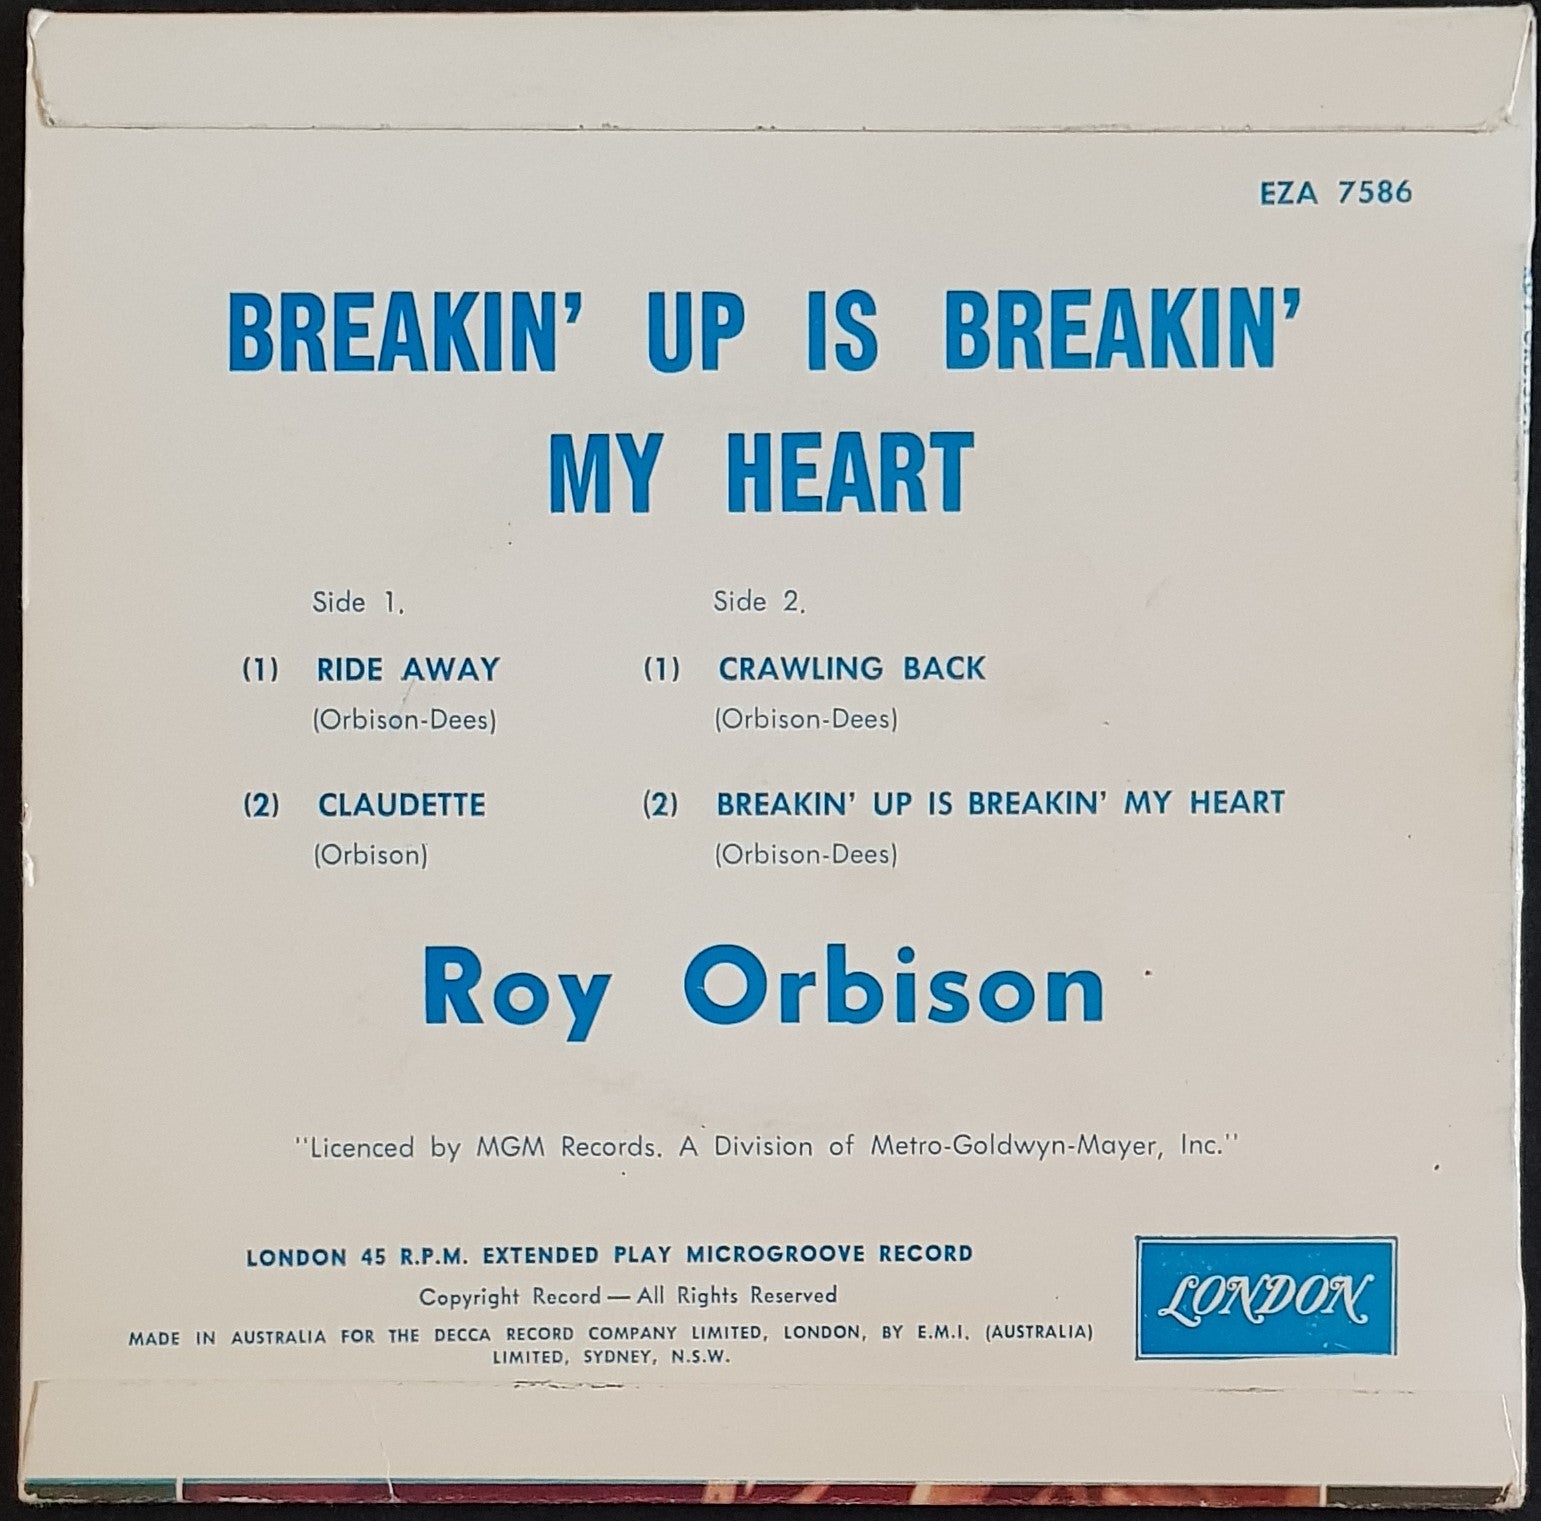 EZA 7586
BREAKIN’ UP IS BREAKIN’
MY HEART
Side 1.
(1) RIDE AWAY
(Orbison-Dees)
(2) CLAUDETTE
(Orbison)
Side 2.
(1) CRAWLING BACK
(Orbison-Dees)
(2) BREAKIN’ UP IS BREAKIN’ MY HEART
(Orbison-Dees)
Roy Orbison
"Licenced by MGM Records. A Division of Metro-Goldwyn-Mayer, Inc."
LONDON 45 R.P.M. EXTENDED PLAY MICROGROOVE RECORD
Copyright Record — All Rights Reserved
MADE IN AUSTRALIA FOR THE DECCA RECORD COMPANY LIMITED, LONDON, BY E.M.I. (AUSTRALIA)
LIMITED, SYDNEY, N.S.W.
LONDON